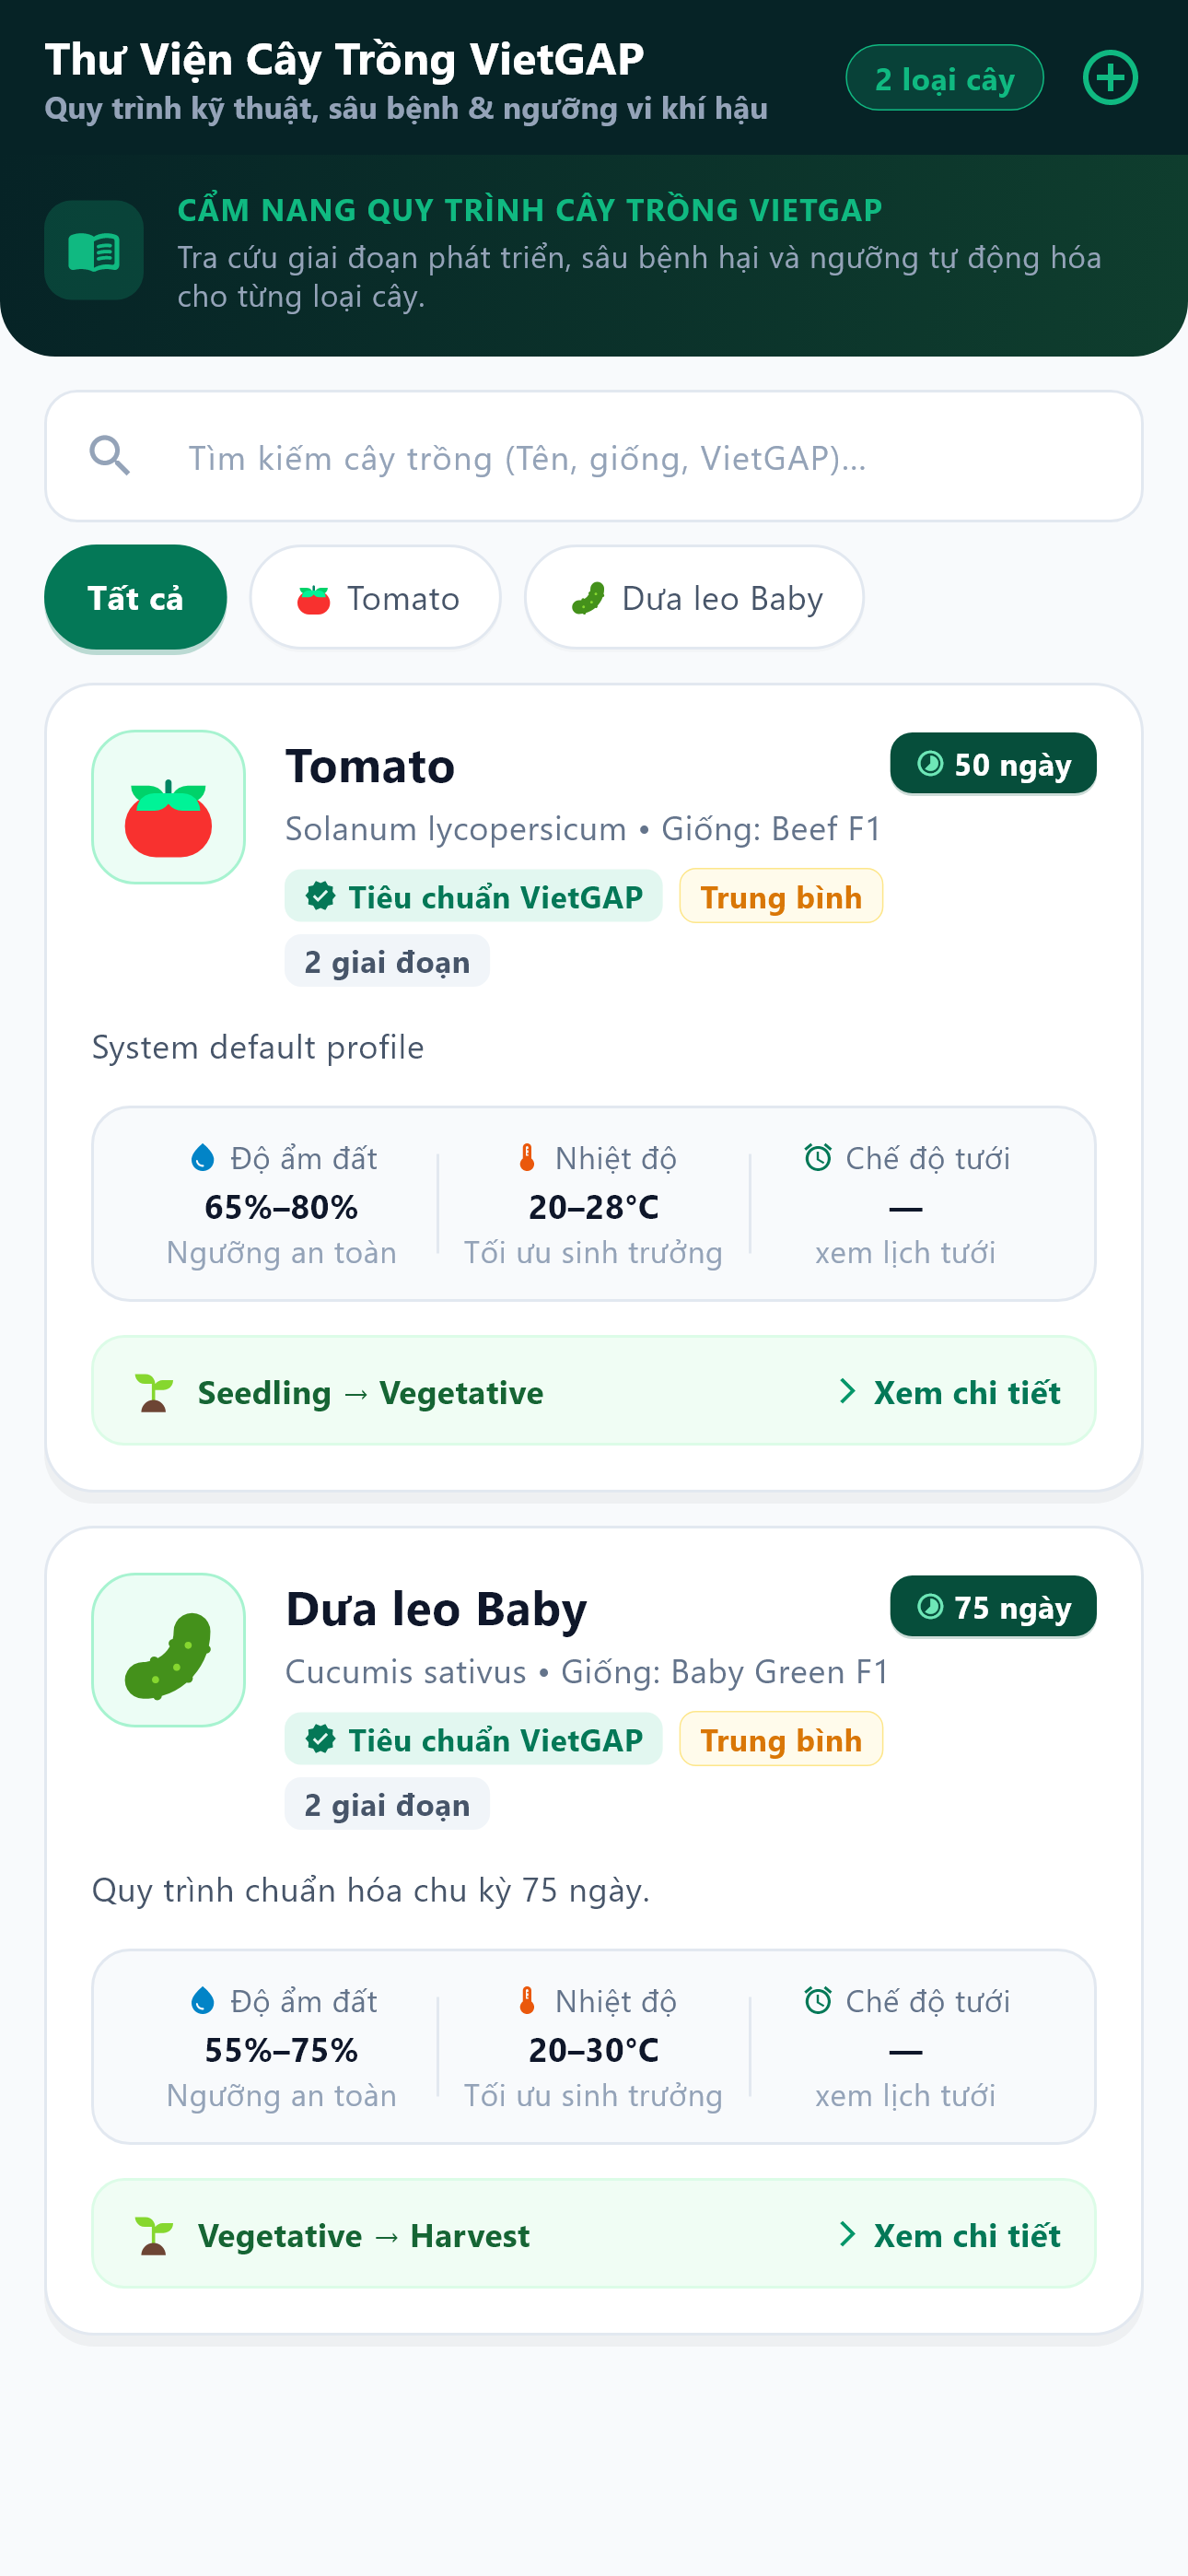 Thư Viện Cây Trồng VietGAP
Quy trình kỹ thuật, sâu bệnh & ngưỡng vi khí hậu
2 loại cây
CẨM NANG QUY TRÌNH CÂY TRỒNG VIETGAP
Tra cứu giai đoạn phát triển, sâu bệnh hại và ngưỡng tự động hóa
cho từng loại cây.
Tìm kiếm cây trồng (Tên, giống, VietGAP)...
Tất cả
Tomato
Dưa leo Baby
Tomato
50 ngày
Solanum lycopersicum • Giống: Beef F1
Tiêu chuẩn VietGAP
Trung bình
2 giai đoạn
System default profile
Độ ẩm đất
65%–80%
Ngưỡng an toàn
Nhiệt độ
20–28°C
Tối ưu sinh trưởng
Chế độ tưới
—
xem lịch tưới
Seedling → Vegetative
Xem chi tiết
Dưa leo Baby
75 ngày
Cucumis sativus • Giống: Baby Green F1
Tiêu chuẩn VietGAP
Trung bình
2 giai đoạn
Quy trình chuẩn hóa chu kỳ 75 ngày.
Độ ẩm đất
55%–75%
Ngưỡng an toàn
Nhiệt độ
20–30°C
Tối ưu sinh trưởng
Chế độ tưới
—
xem lịch tưới
Vegetative → Harvest
Xem chi tiết